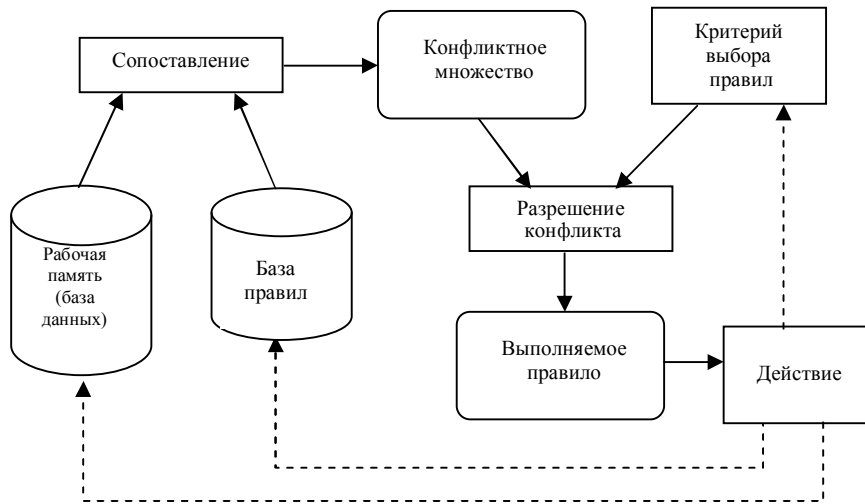 Сопоставление
Конфликтное
множество
Критерий
выбора
правил
Разрешение
конфликта
Рабочая
память
(база
данных)
База
правил
Выполняемое
правило
Действие